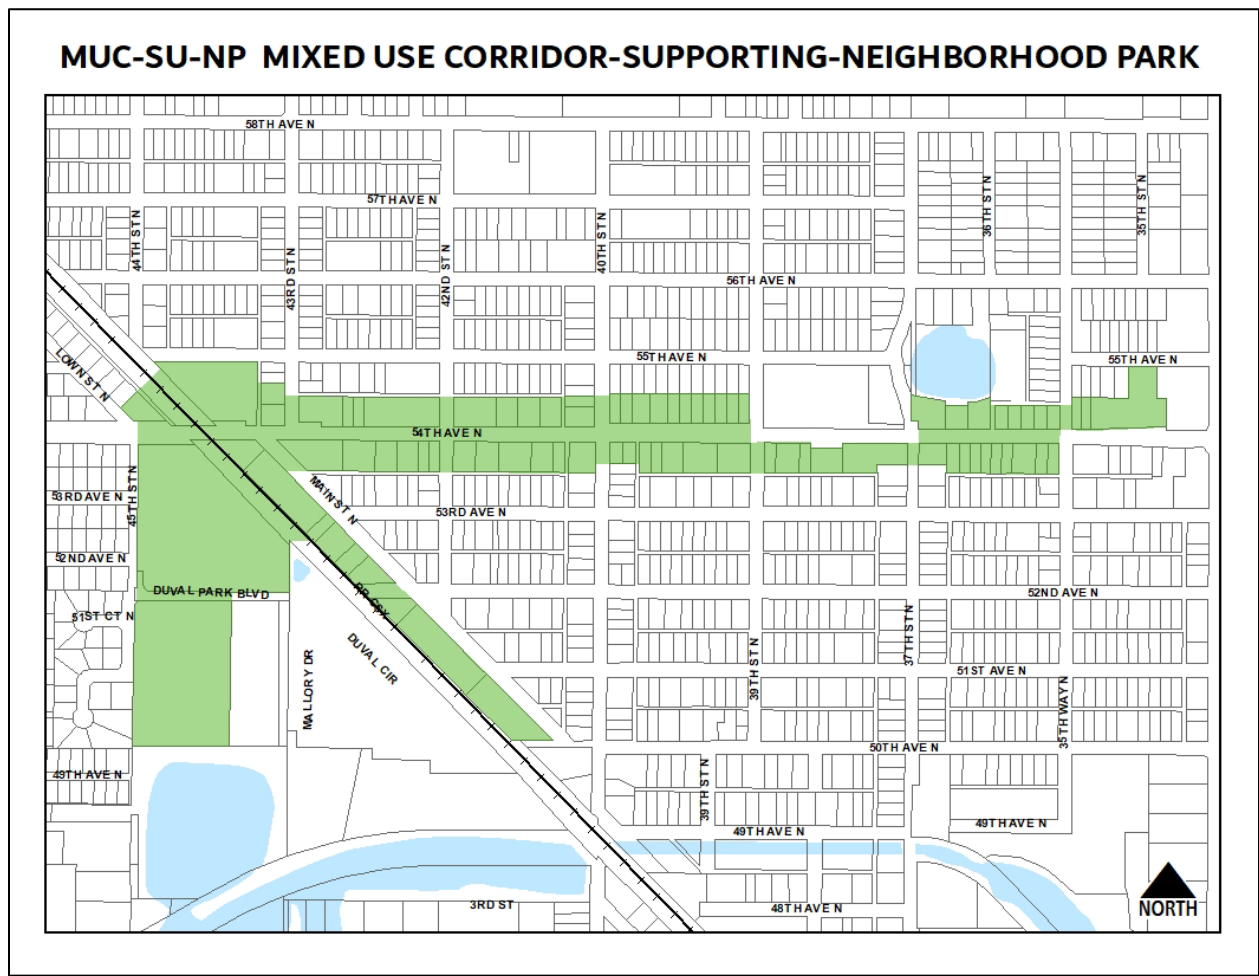 MUC-SU-NP MIXED USE CORRIDOR-SUPPORTING-NEIGHBORHOOD PARK
58TH AVE N
57TH AVE N
44TH ST N
43RD ST N
42ND ST N
40TH ST N
36TH ST N
35TH ST N
56TH AVE N
LOWN ST N
55TH AVE N
55TH AVE N
54TH AVE N
45TH ST N
MAIN ST N
53RD AVE N
53RD AVE N
52ND AVE N
DUVAL PARK BLVD
RR CSX
52ND AVE N
51ST CT N
DUVAL CIR
MALLORY DR
39TH ST N
37TH ST N
51ST AVE N
35TH WAY N
50TH AVE N
49TH AVE N
39TH ST N
49TH AVE N
49TH AVE N
3RD ST
48TH AVE N
NORTH